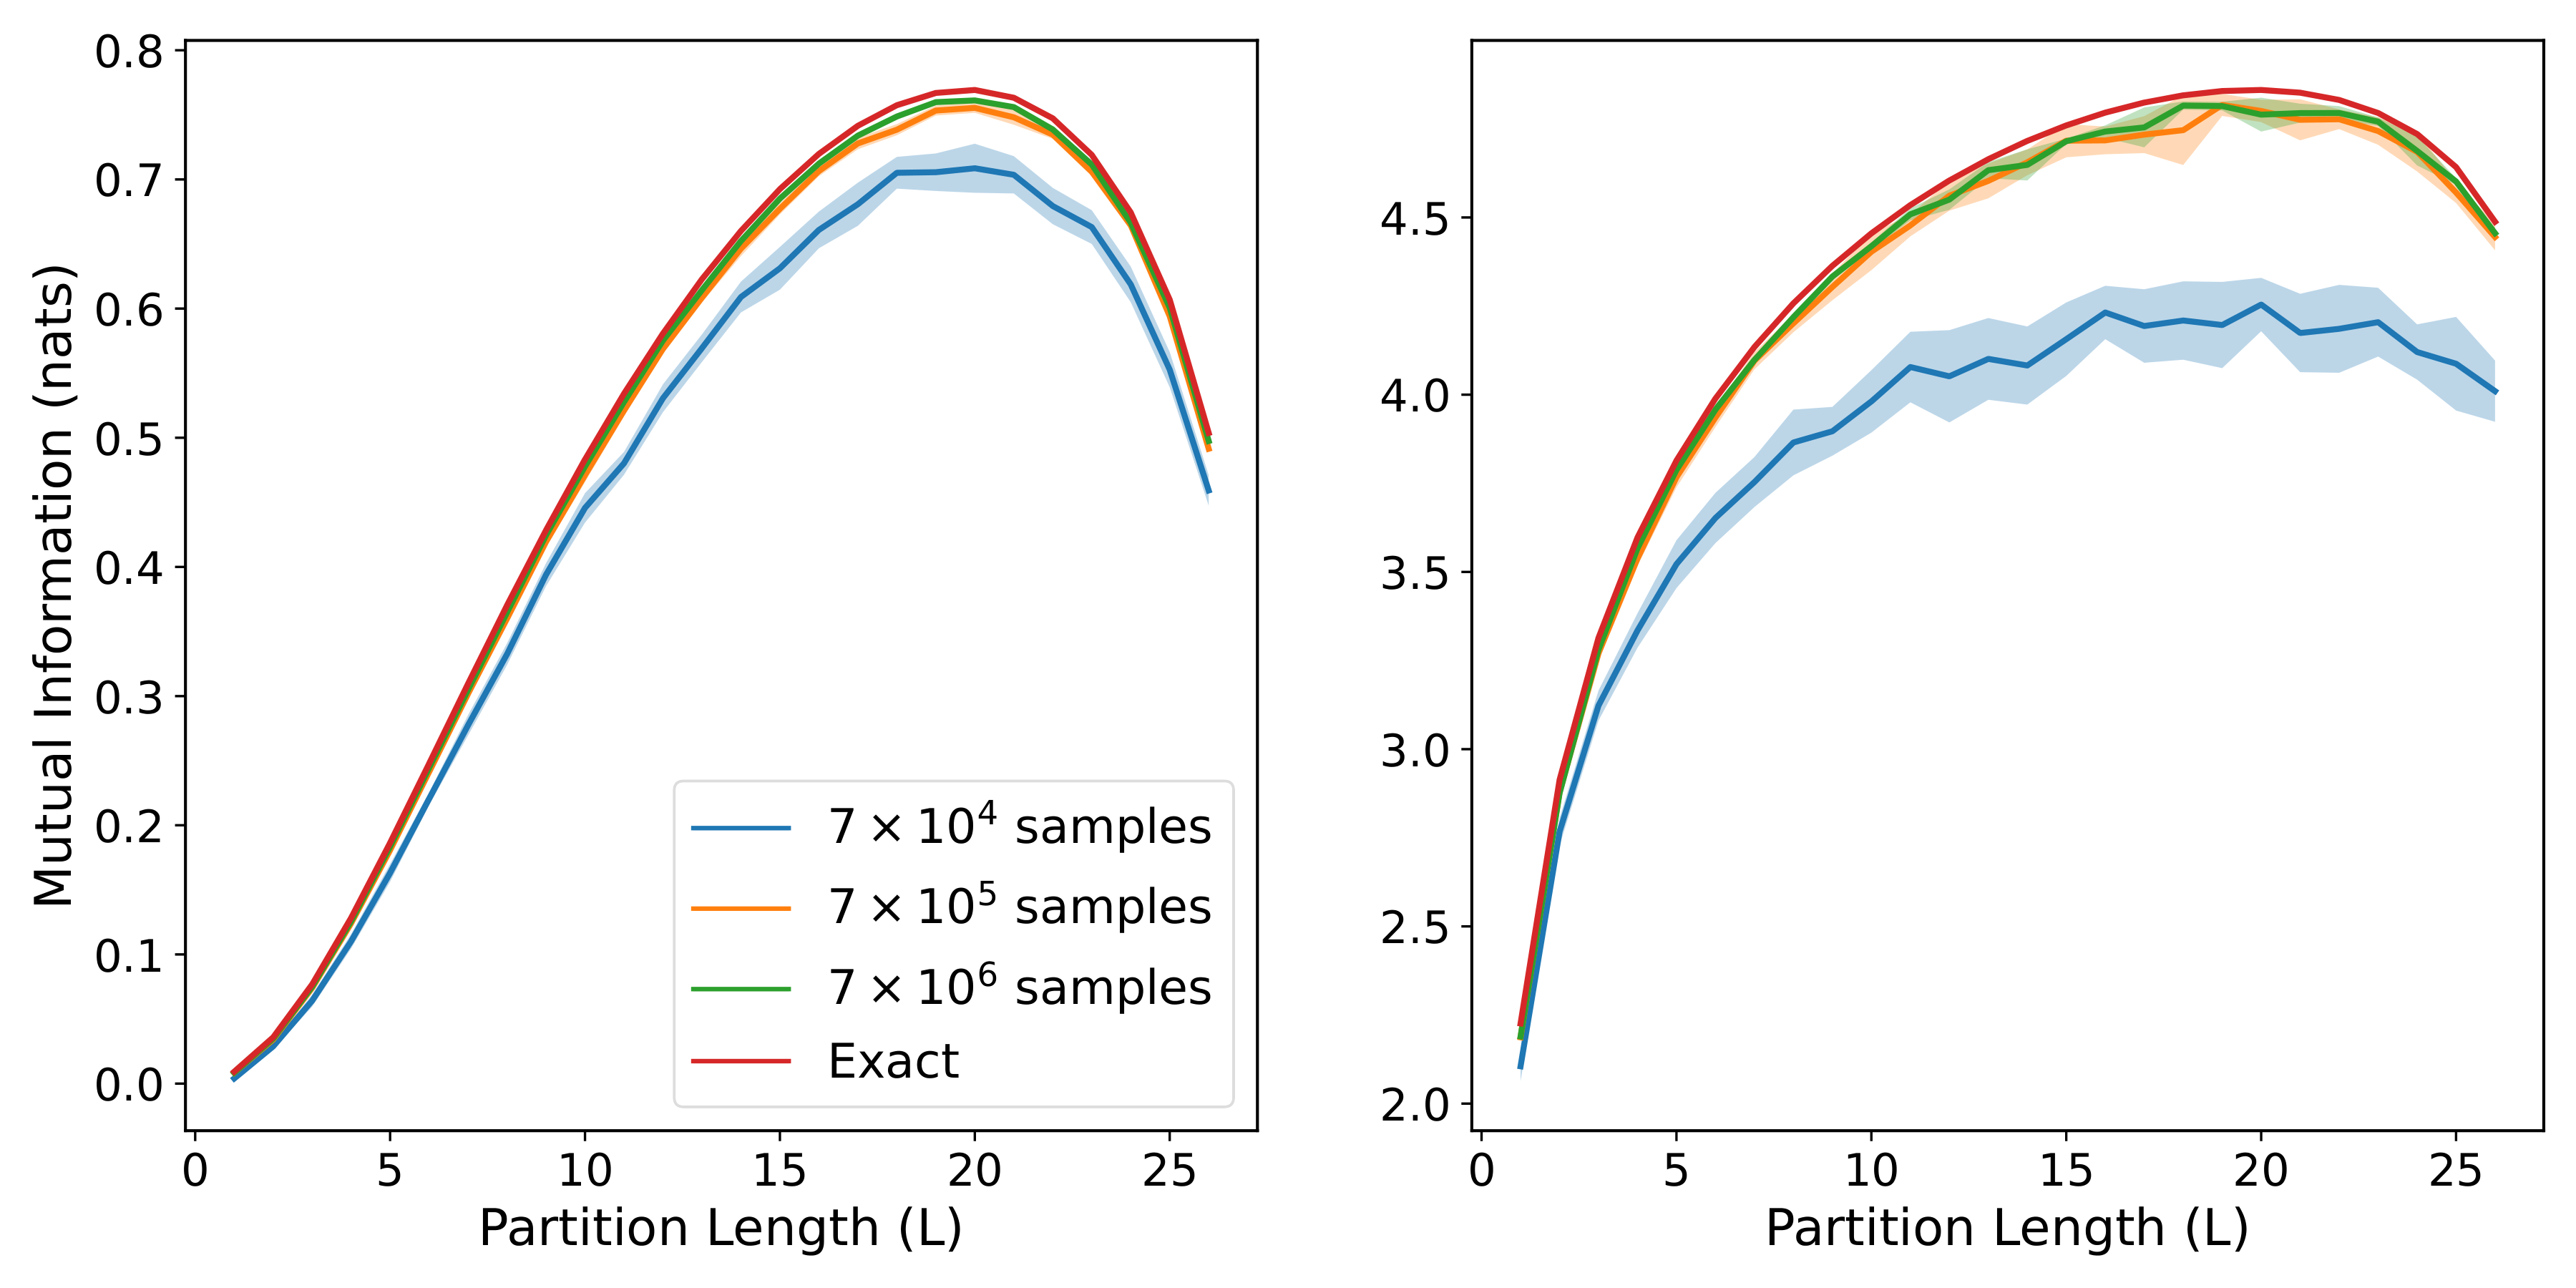 Mutual Information (nats)
0.8
0.7
0.6
0.5
0.4
0.3
0.2
0.1
0.0
0 5 10 15 20 25
Partition Length (L)
7 × 10⁴ samples
7 × 10⁵ samples
7 × 10⁶ samples
Exact
4.5
4.0
3.5
3.0
2.5
2.0
0 5 10 15 20 25
Partition Length (L)